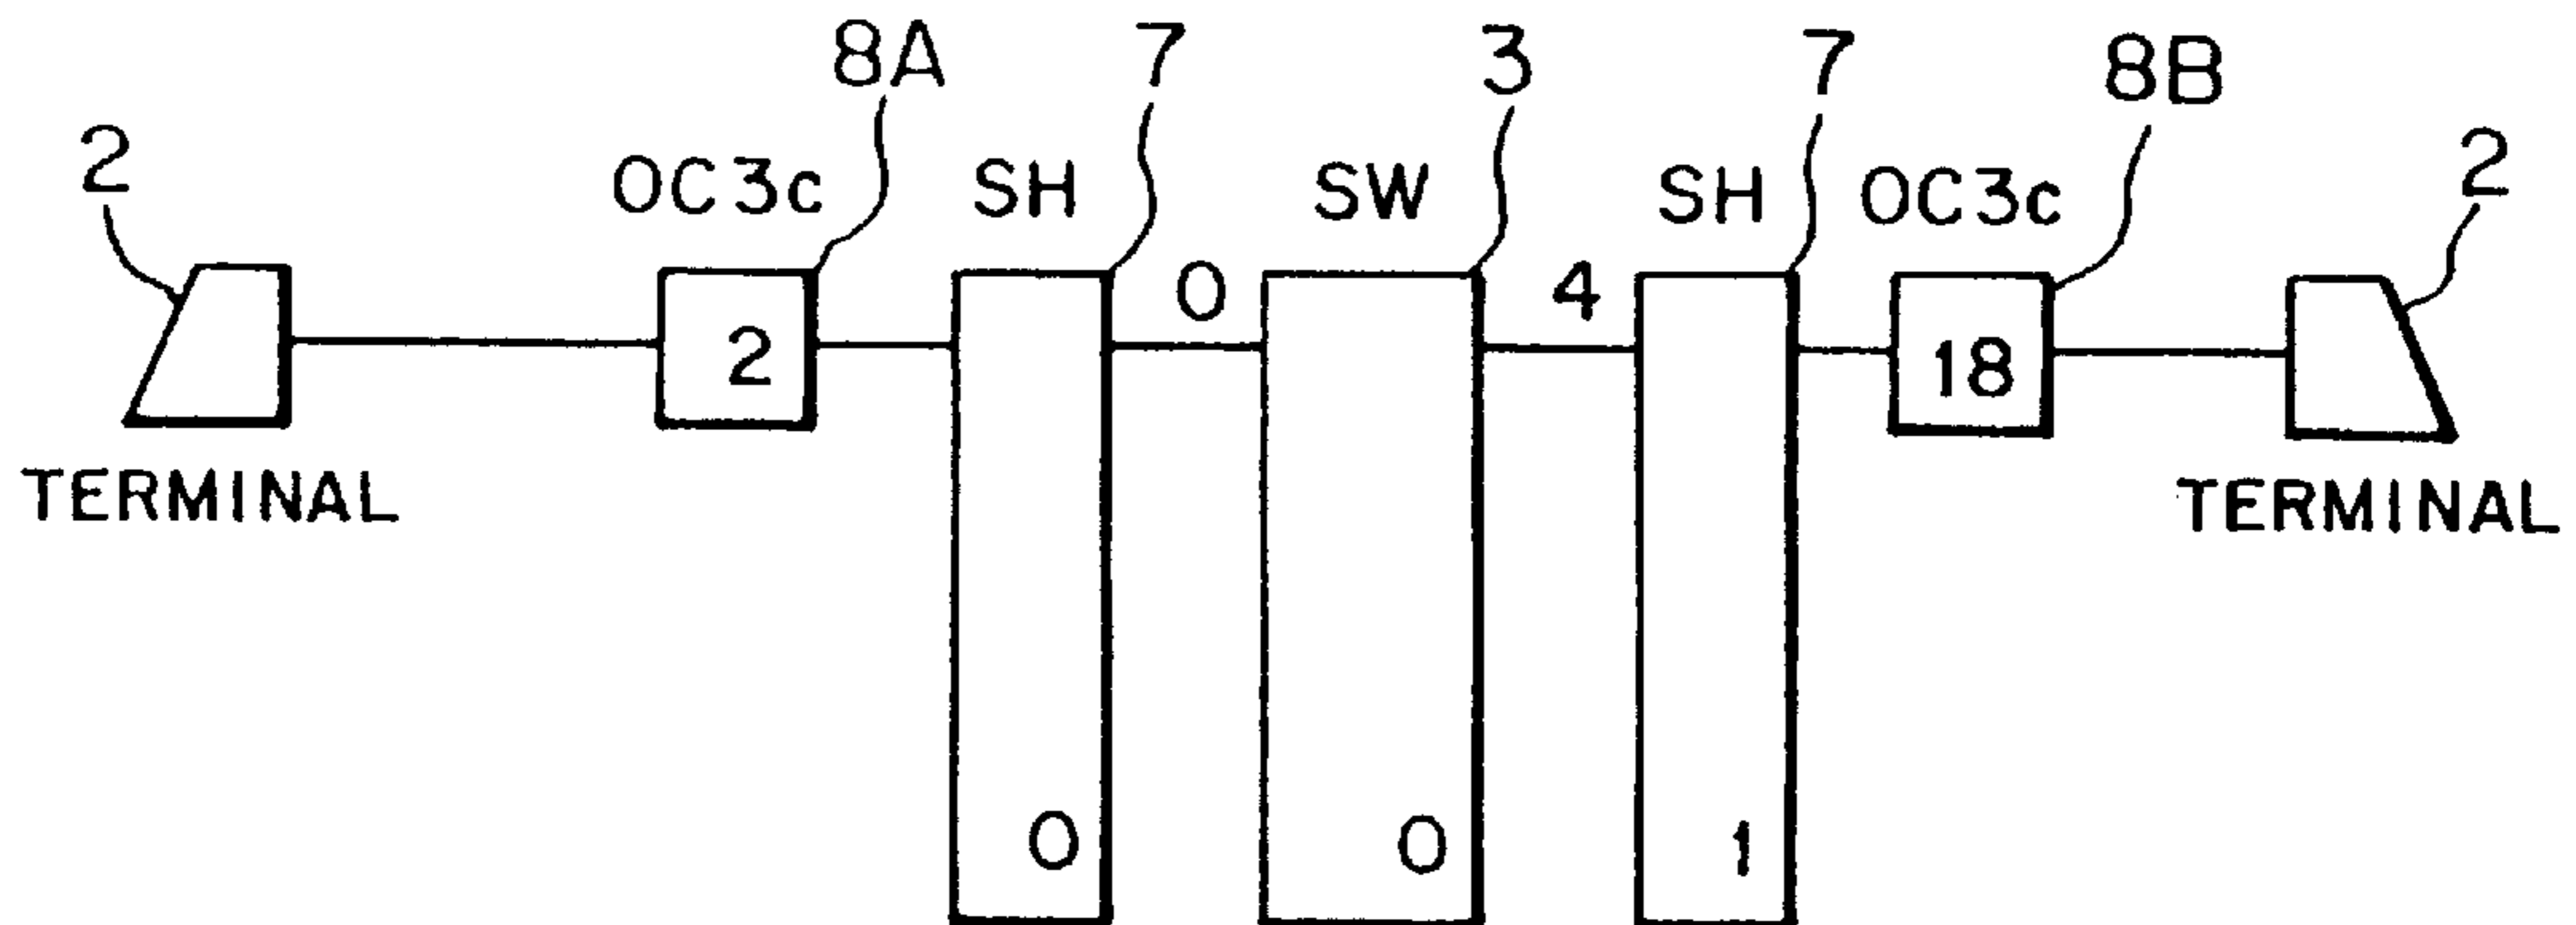 8A 7 3 7 8B
2 OC3c SH SW SH OC3c 2
0 4
2 18
TERMINAL TERMINAL
0 0 1